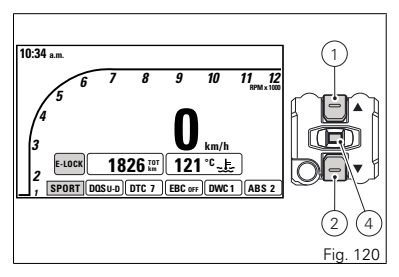 10:34 a.m.
1 2 3 4 5 6 7 8 9 10 11 12
RPM x 1000
0 km/h
E-LOCK 1826 TOT km 121 °C
SPORT DQS U-D DTC 7 EBC OFF DWC 1 ABS 2
1
2
4
Fig. 120